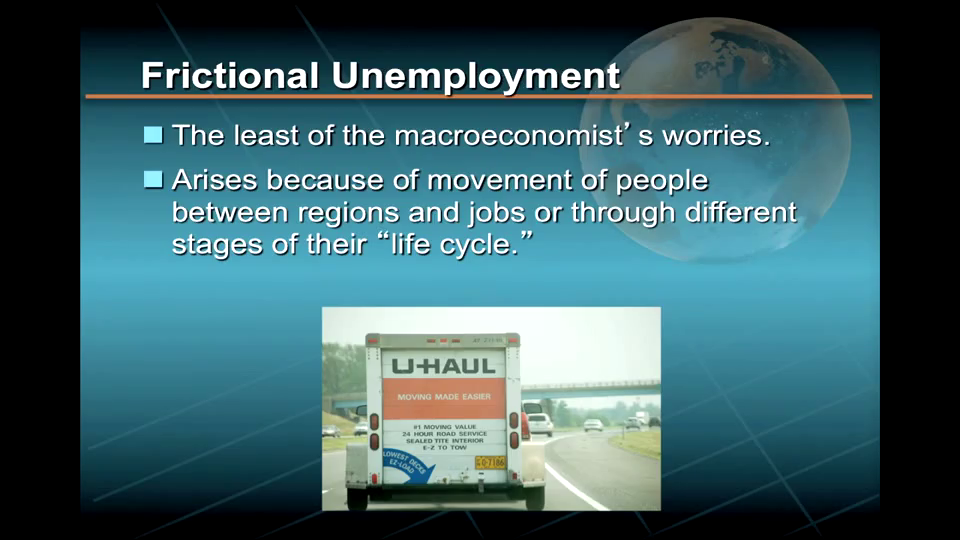 Frictional Unemployment
The least of the macroeconomist’s worries.
Arises because of movement of people
between regions and jobs or through different
stages of their “life cycle.”
U-HAUL
MOVING MADE EASIER
#1 MOVING VALUE
24 HOUR ROAD SERVICE
SEALED TITE INTERIOR
E-Z TO TOW
LOWEST DECKS
EZ-LOAD